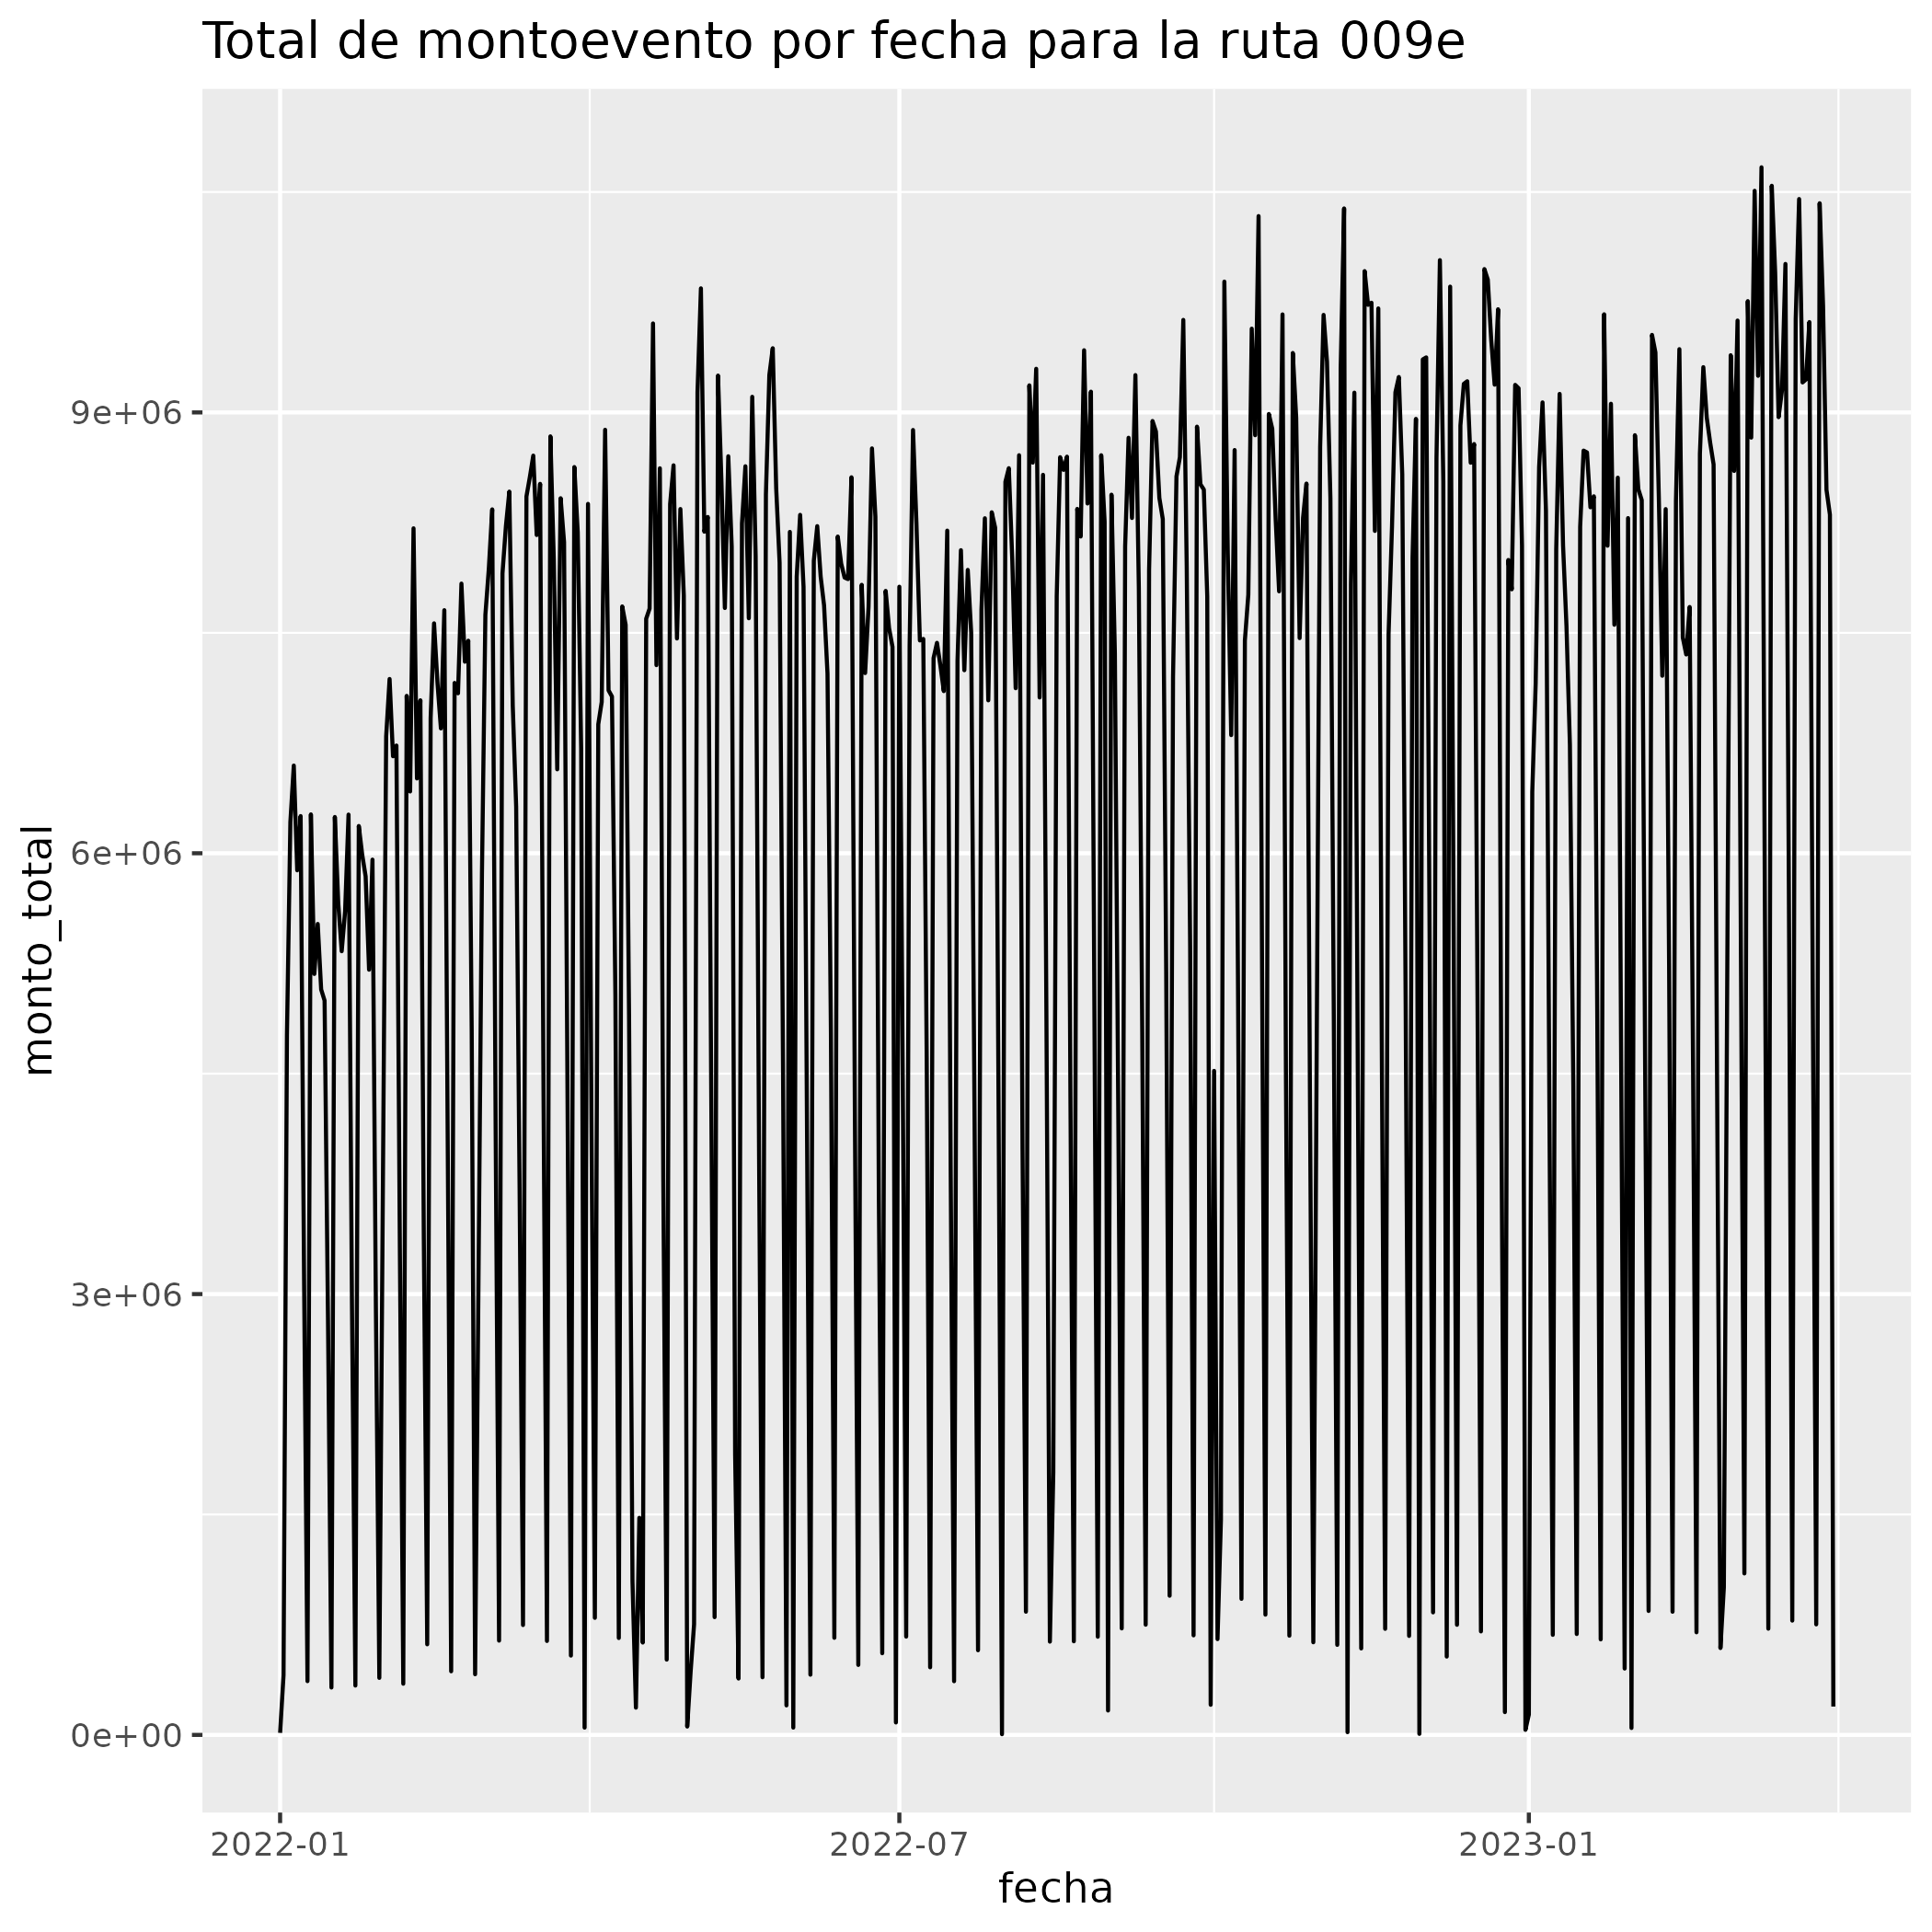 Total de montoevento por fecha para la ruta 009e
monto_total
9e+06
6e+06
3e+06
0e+00
2022-01
2022-07
2023-01
fecha